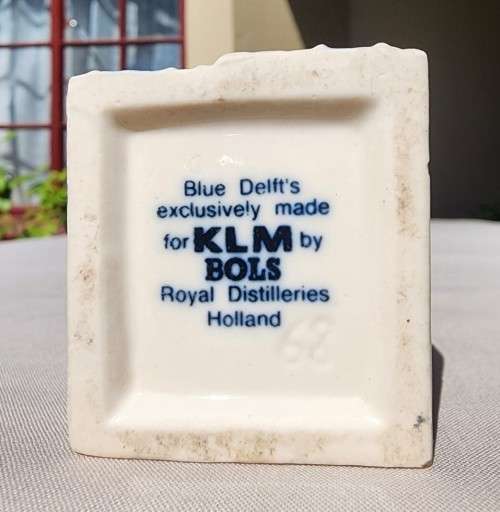 Blue Delft's
exclusively made
for KLM by
BOLS
Royal Distilleries
Holland